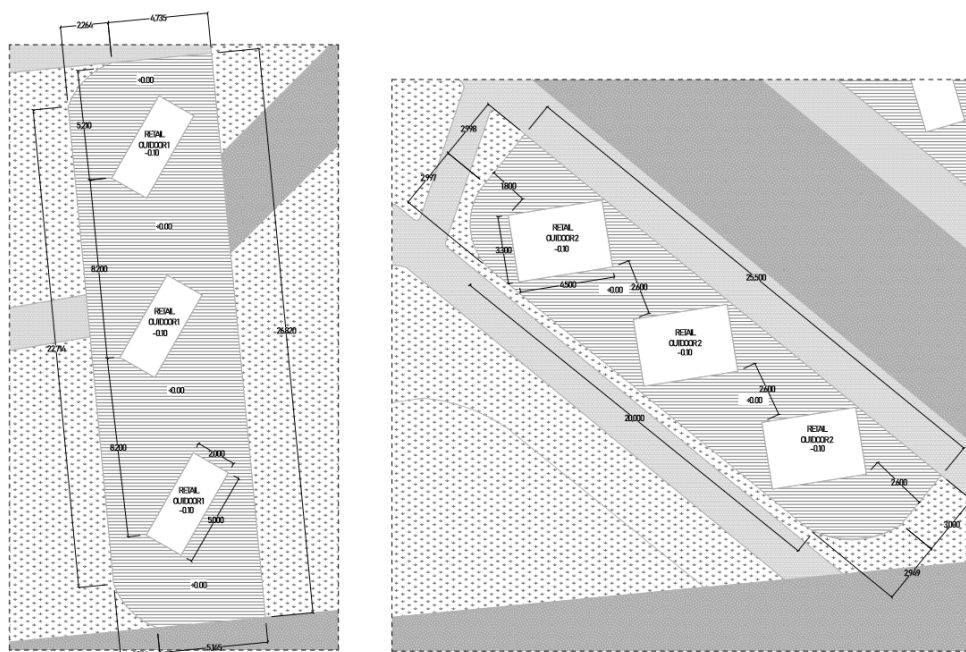 2,264
4,735
+0.00
5,210
RETAIL
OUTDOOR1
-0.10
+0.00
8,200
RETAIL
OUTDOOR1
-0.10
22,714
26,820
+0.00
8,200
2,000
RETAIL
OUTDOOR1
-0.10
5,000
+0.00
5,165
2,998
2,997
1,800
RETAIL
OUTDOOR2
-0.10
3,300
4,500
2,600
+0.00
25,500
RETAIL
OUTDOOR2
-0.10
2,600
+0.00
20,000
RETAIL
OUTDOOR2
-0.10
2,600
3,000
2,949